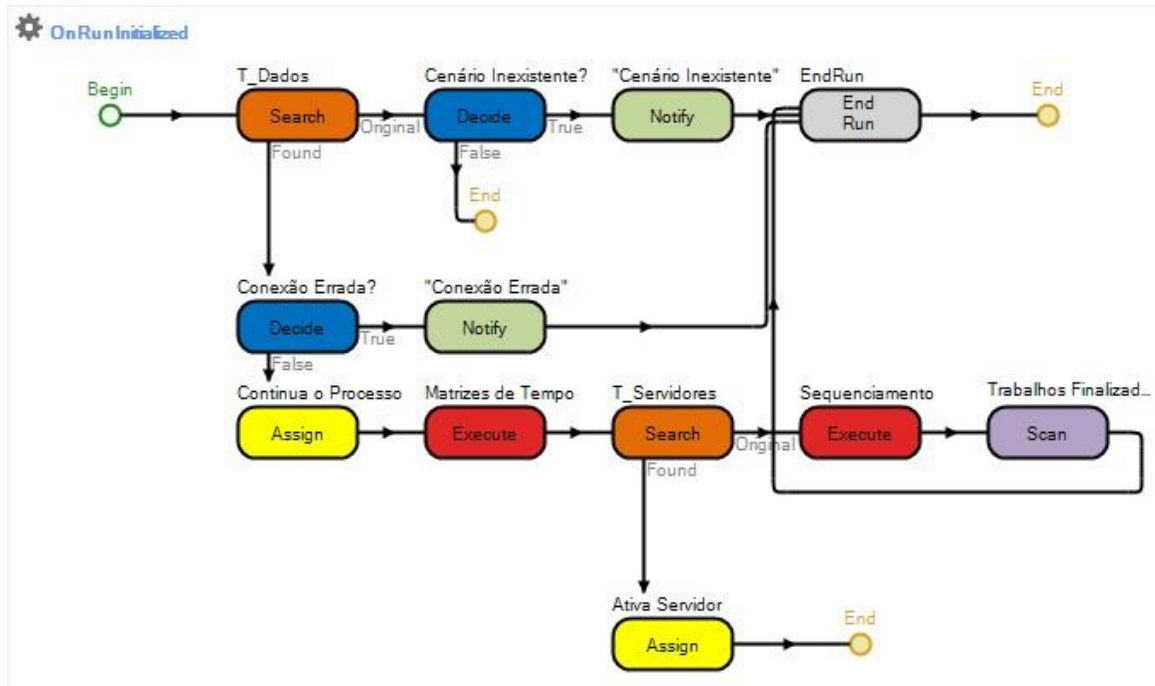 OnRunInitialized
T_Dados
Cenário Inexistente?
"Cenário Inexistente"
EndRun
Begin
End
Search
Decide
Notify
End
Run
Original
True
Found
False
End
Conexão Errada?
"Conexão Errada"
Decide
Notify
True
False
Continua o Processo
Matrizes de Tempo
T_Servidores
Sequenciamento
Trabalhos Finalizad...
Assign
Execute
Search
Execute
Scan
Original
Found
Ativa Servidor
End
Assign